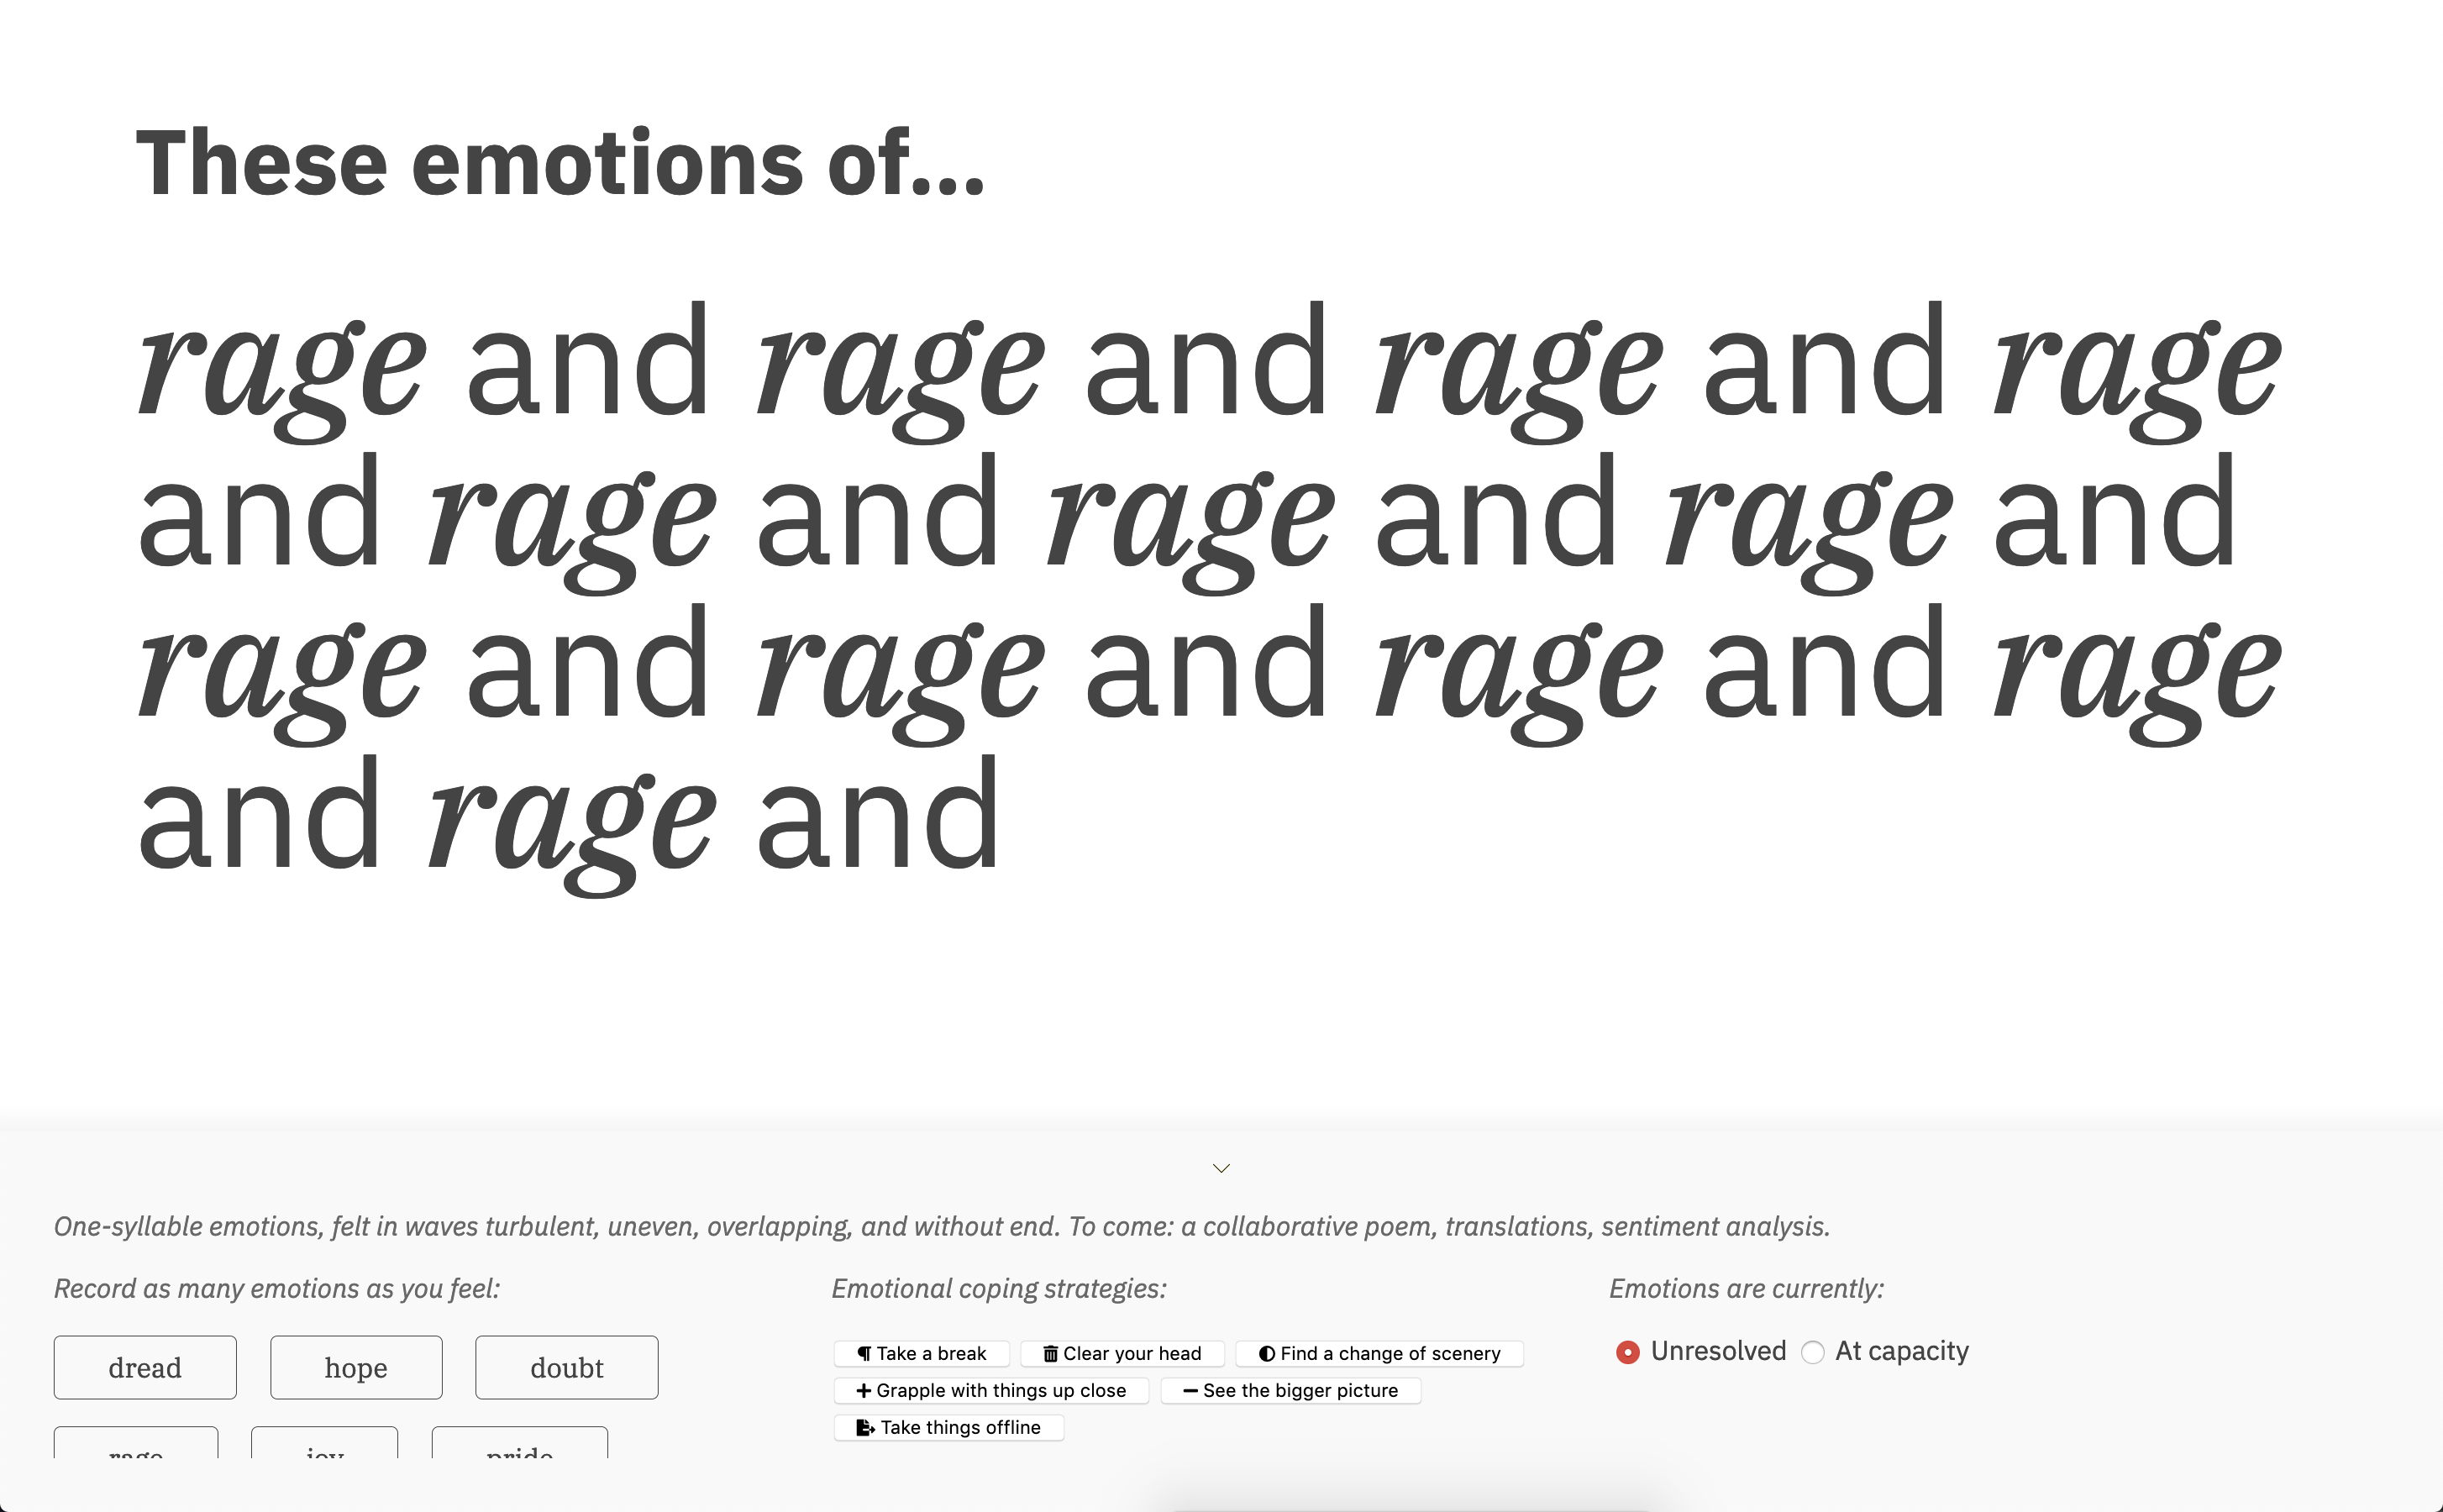 These emotions of...
rage and rage and rage and rage
and rage and rage and rage and
rage and rage and rage and rage
and rage and
One-syllable emotions, felt in waves turbulent, uneven, overlapping, and without end. To come: a collaborative poem, translations, sentiment analysis.
Record as many emotions as you feel:
dread hope doubt
rage joy pride
Emotional coping strategies:
¶ Take a break Clear your head Find a change of scenery
+ Grapple with things up close − See the bigger picture
Take things offline
Emotions are currently:
Unresolved At capacity